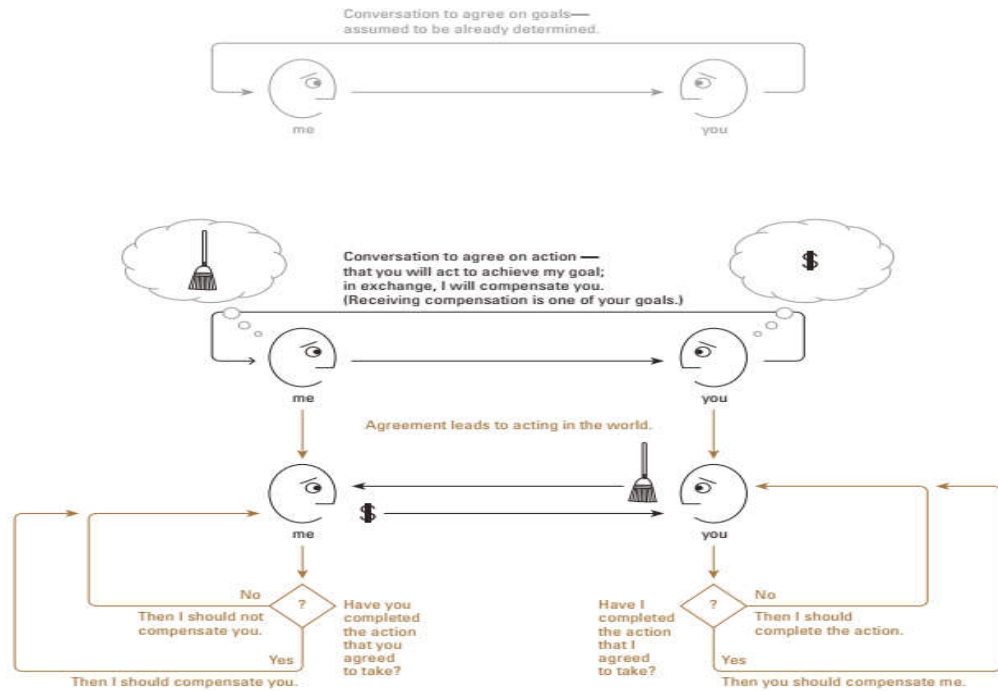 Conversation to agree on goals—
assumed to be already determined.
me
you
Conversation to agree on action —
that you will act to achieve my goal;
in exchange, I will compensate you.
(Receiving compensation is one of your goals.)
$
me
you
Agreement leads to acting in the world.
$
me
you
No
Then I should not
compensate you.
?
Have you
completed
the action
that you
agreed
to take?
Yes
Then I should compensate you.
Have I
completed
the action
that I
agreed
to take?
?
No
Then I should
complete the action.
Yes
Then you should compensate me.